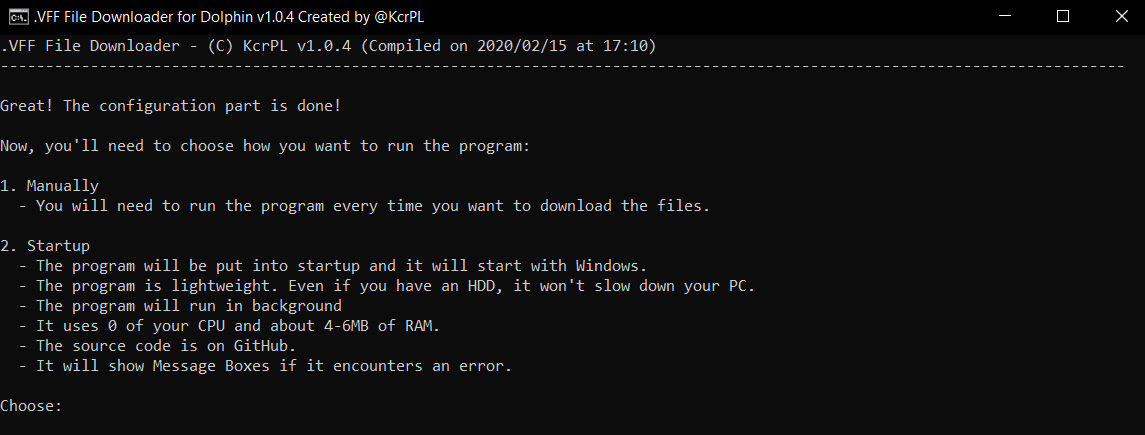 C:\. .VFF File Downloader for Dolphin v1.0.4 Created by @KcrPL
.VFF File Downloader - (C) KcrPL v1.0.4 (Compiled on 2020/02/15 at 17:10)
-----------------------------------------------------------------------------------------------------------------------------
Great! The configuration part is done!
Now, you'll need to choose how you want to run the program:
1. Manually
- You will need to run the program every time you want to download the files.
2. Startup
- The program will be put into startup and it will start with Windows.
- The program is lightweight. Even if you have an HDD, it won't slow down your PC.
- The program will run in background
- It uses 0 of your CPU and about 4-6MB of RAM.
- The source code is on GitHub.
- It will show Message Boxes if it encounters an error.
Choose: